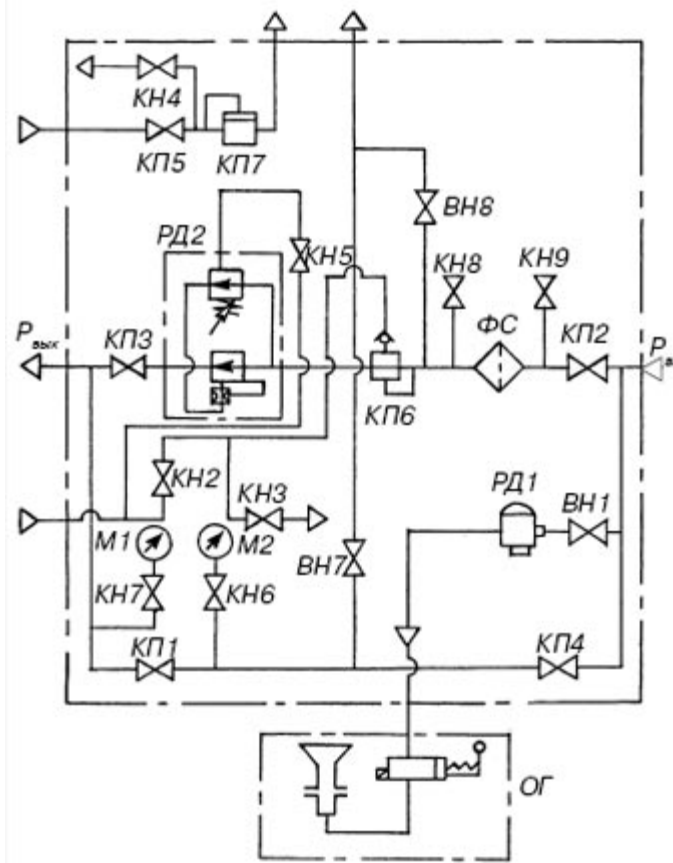 КН4
КП5
КП7
РД2
КН5
ВН8
КН8
КН9
Рвых
КП3
ФС
КП2
Рв
КП6
КН2
КН3
РД1
ВН1
М1
М2
ВН7
КН7
КН6
КП1
КП4
ОГ